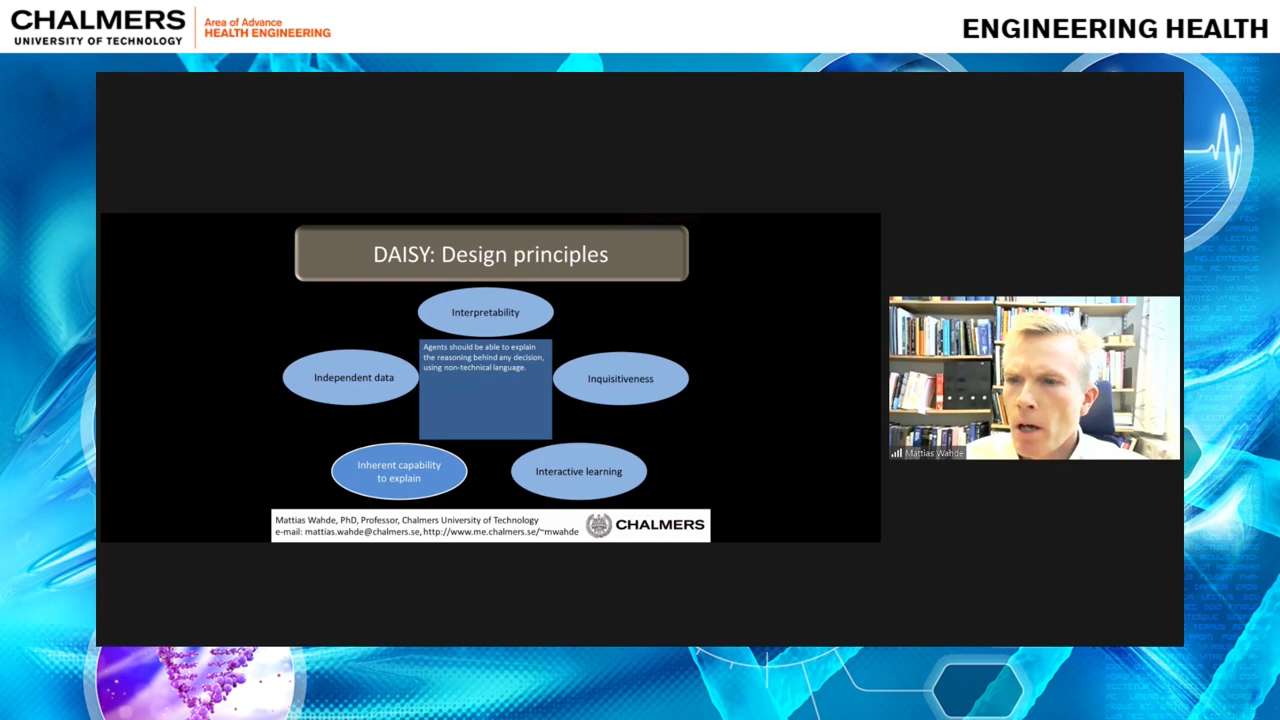 CHALMERS
UNIVERSITY OF TECHNOLOGY
Area of Advance
HEALTH ENGINEERING
ENGINEERING HEALTH
DAISY: Design principles
Interpretability
Agents should be able to explain
the reasoning behind any decision,
using non-technical language.
Independent data
Inquisitiveness
Inherent capability
to explain
Interactive learning
Mattias Wahde, PhD, Professor, Chalmers University of Technology
e-mail: mattias.wahde@chalmers.se, http://www.me.chalmers.se/~mwahde
CHALMERS
Mattias Wahde